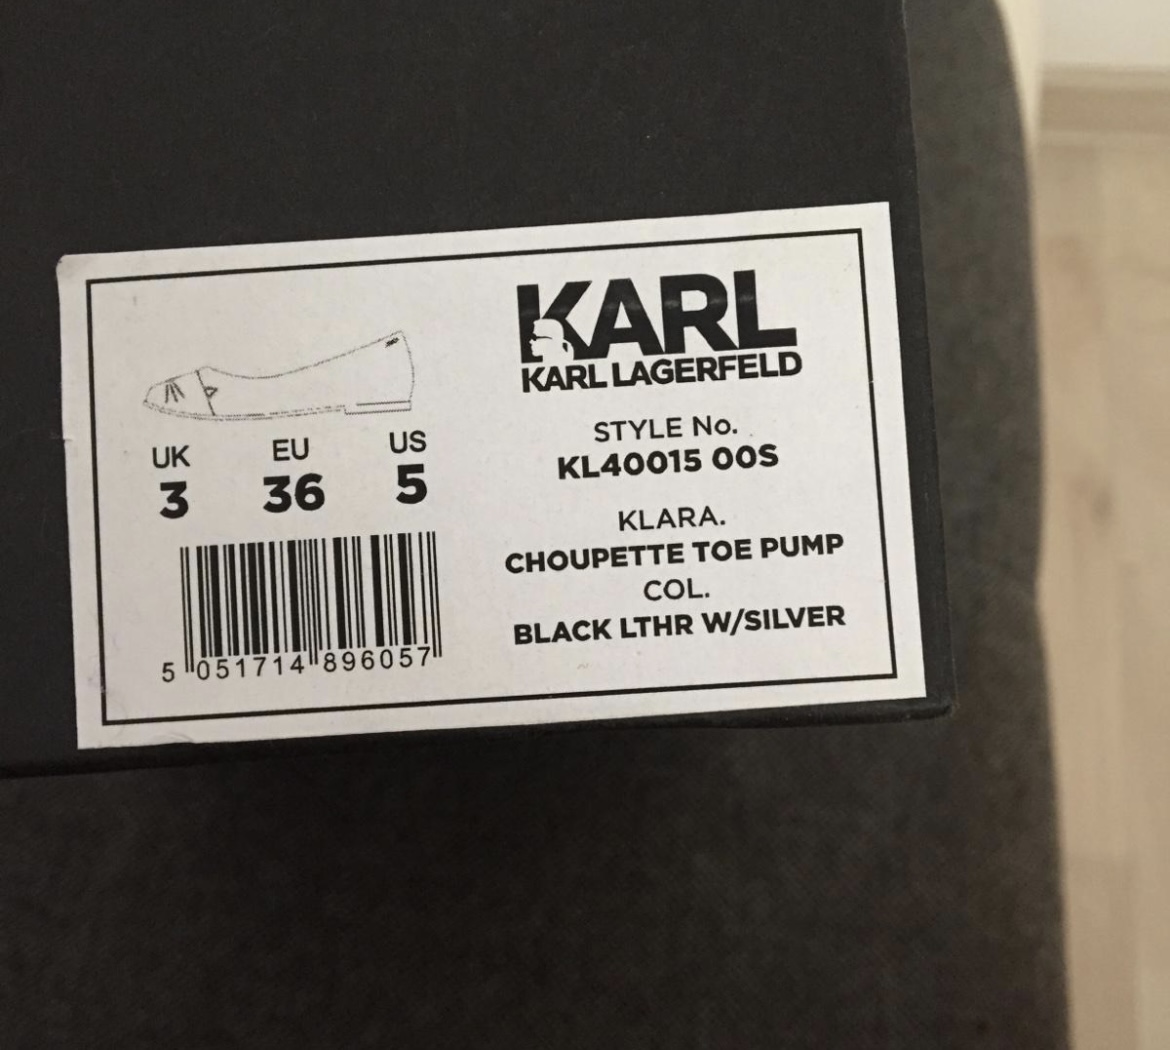 KARL
KARL LAGERFELD
UK EU US
3 36 5
STYLE No.
KL40015 00S
KLARA.
CHOUPETTE TOE PUMP
COL.
BLACK LTHR W/SILVER
5 051714 896057